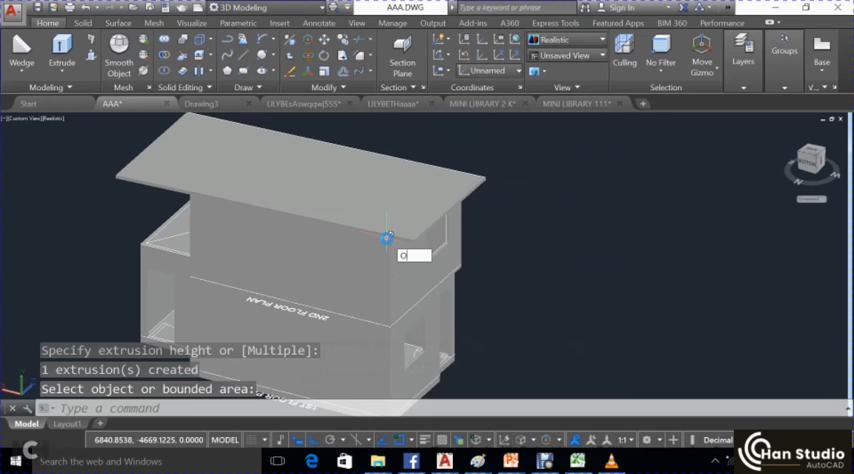 3D Modeling
AAA.DWG
Type a keyword or phrase
Sign In
Home Solid Surface Mesh Visualize Parametric Insert Annotate View Manage Output Add-ins A360 Express Tools Featured Apps BIM 360 Performance
Wedge Extrude Smooth Object Section Plane Realistic Unsaved View Unnamed Culling No Filter Move Gizmo Layers Groups Base
Modeling Mesh Solid Editing Draw Modify Section Coordinates View Selection
Start AAA* Drawing3 MINI LIBRARY 2 K* MINI LIBRARY 111*
[−][Custom View][Realistic]
BOTTOM
O
2ND FLOOR PLAN
1ST FLOOR PLAN
Specify extrusion height or [Multiple]:
1 extrusion(s) created
Select object or bounded area:
Type a command
Model Layout1
6840.8538, -4669.1225, 0.0000 MODEL 1:1 Decimal
C
Search the web and Windows
Han Studio
AutoCAD